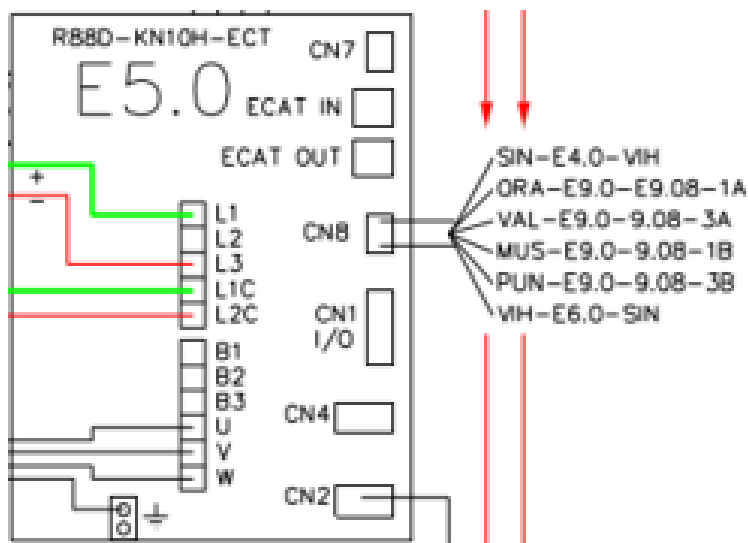 R88D-KN10H-ECT
E5.0
CN7
ECAT IN
ECAT OUT
SIN-E4.0-VIH
ORA-E9.0-E9.08-1A
VAL-E9.0-9.08-3A
MUS-E9.0-9.08-1B
PUN-E9.0-9.08-3B
VIH-E6.0-SIN
CN8
+
-
L1
L2
L3
L1C
L2C
CN1
I/O
B1
B2
B3
U
V
W
CN4
CN2